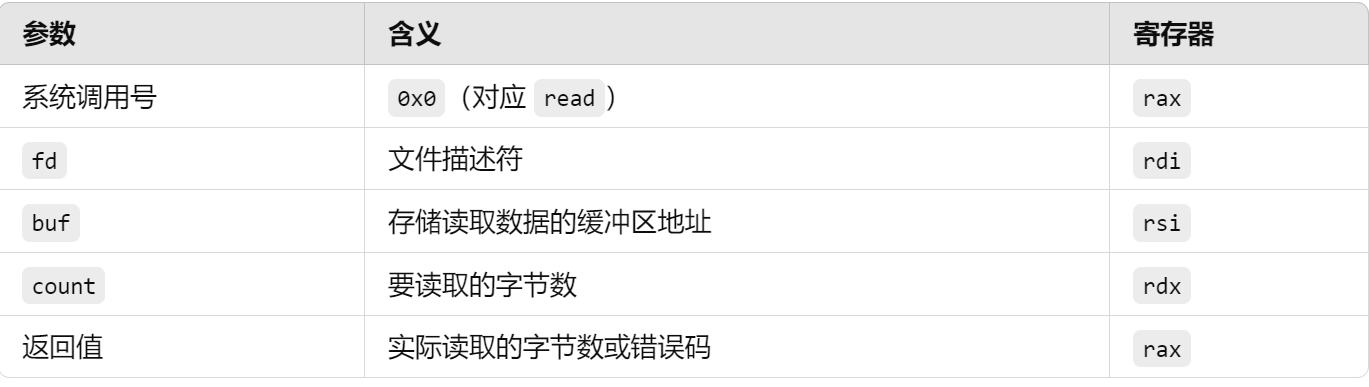 参数 含义 寄存器
系统调用号 0x0（对应 read） rax
fd 文件描述符 rdi
buf 存储读取数据的缓冲区地址 rsi
count 要读取的字节数 rdx
返回值 实际读取的字节数或错误码 rax